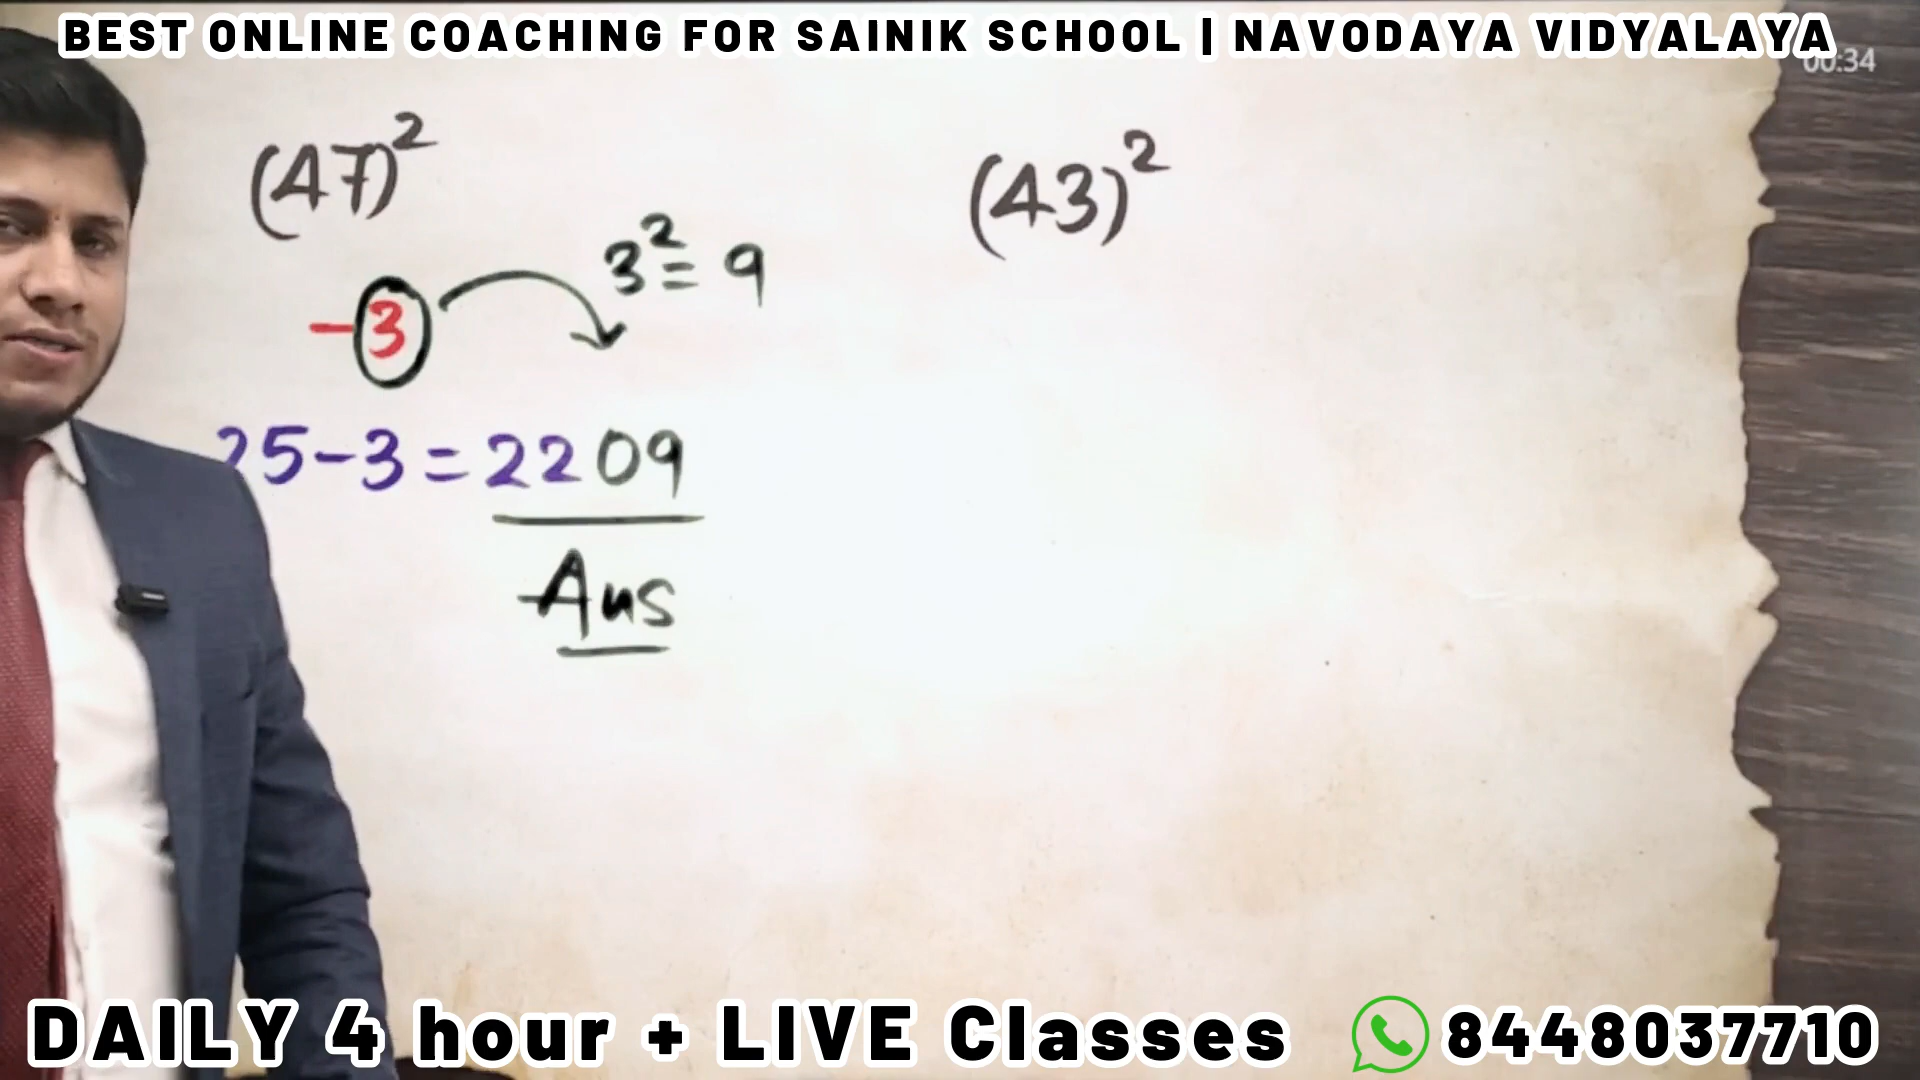 BEST ONLINE COACHING FOR SAINIK SCHOOL | NAVODAYA VIDYALAYA
00:34
(47)²
3² = 9
-3
25-3 = 2209
Ans
(43)²
DAILY 4 hour + LIVE Classes
8448037710